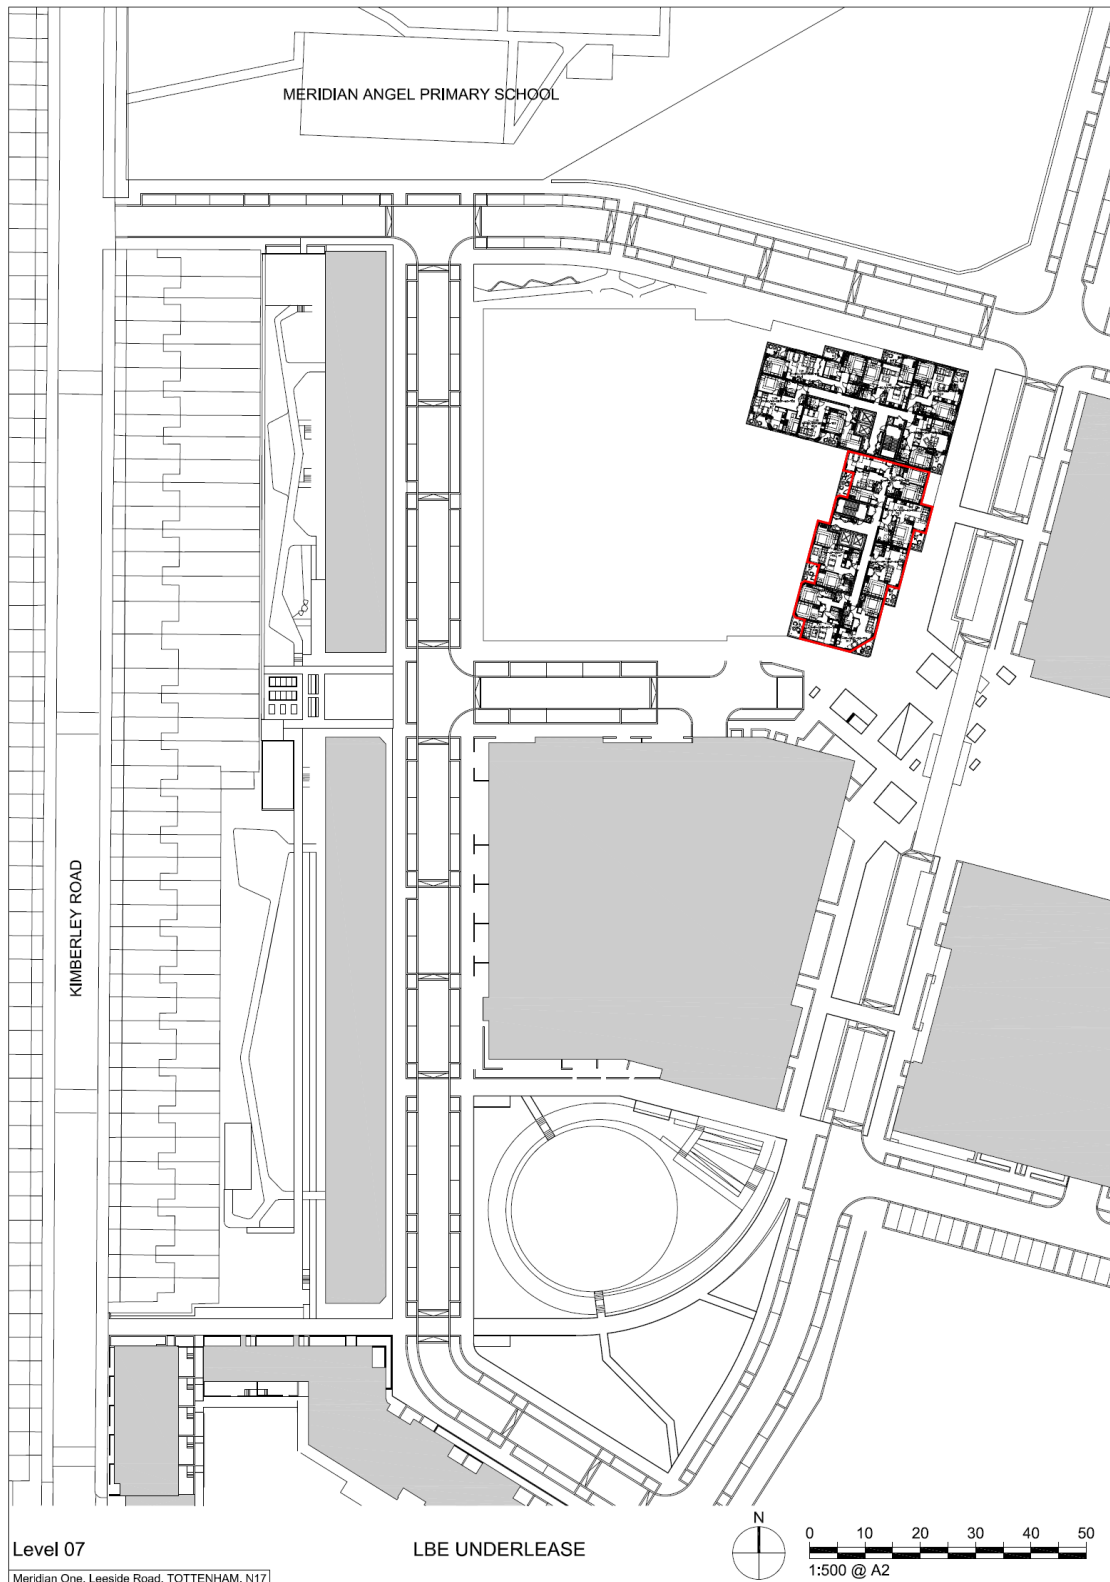 MERIDIAN ANGEL PRIMARY SCHOOL
KIMBERLEY ROAD
Level 07
LBE UNDERLEASE
N
0 10 20 30 40 50
1:500 @ A2
Meridian One, Leeside Road, TOTTENHAM, N17